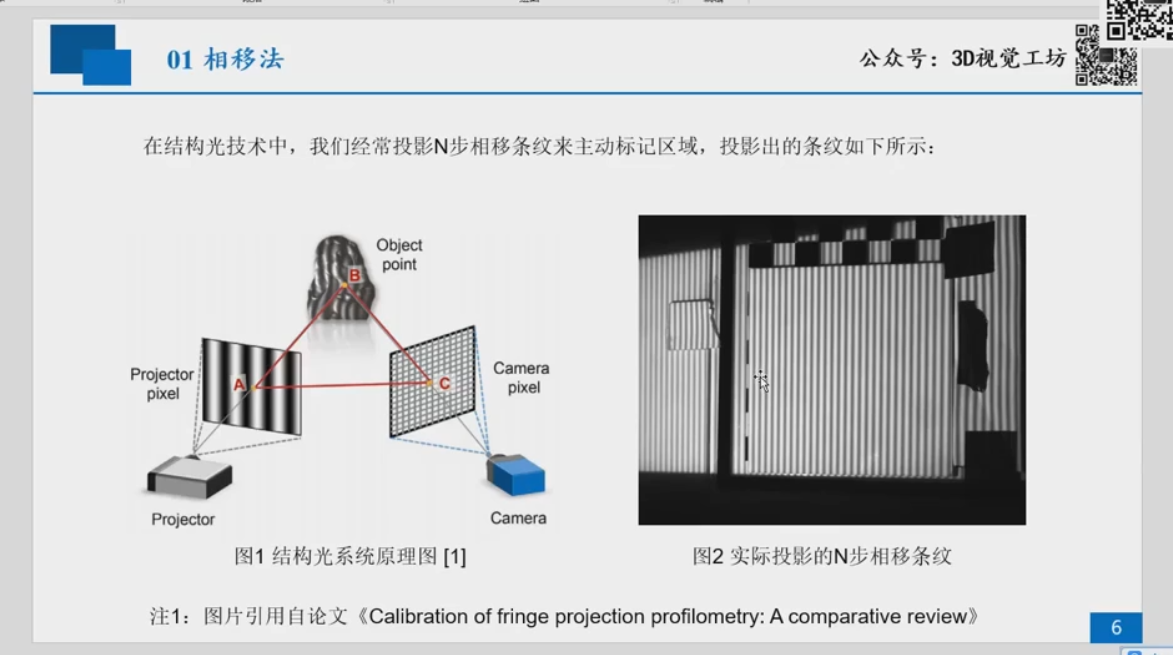 01 相移法
公众号：3D视觉工坊
在结构光技术中，我们经常投影N步相移条纹来主动标记区域，投影出的条纹如下所示：
Object
point
B
Projector
pixel
A
C
Camera
pixel
Projector
Camera
图1 结构光系统原理图 [1]
图2 实际投影的N步相移条纹
注1：图片引用自论文《Calibration of fringe projection profilometry: A comparative review》
6